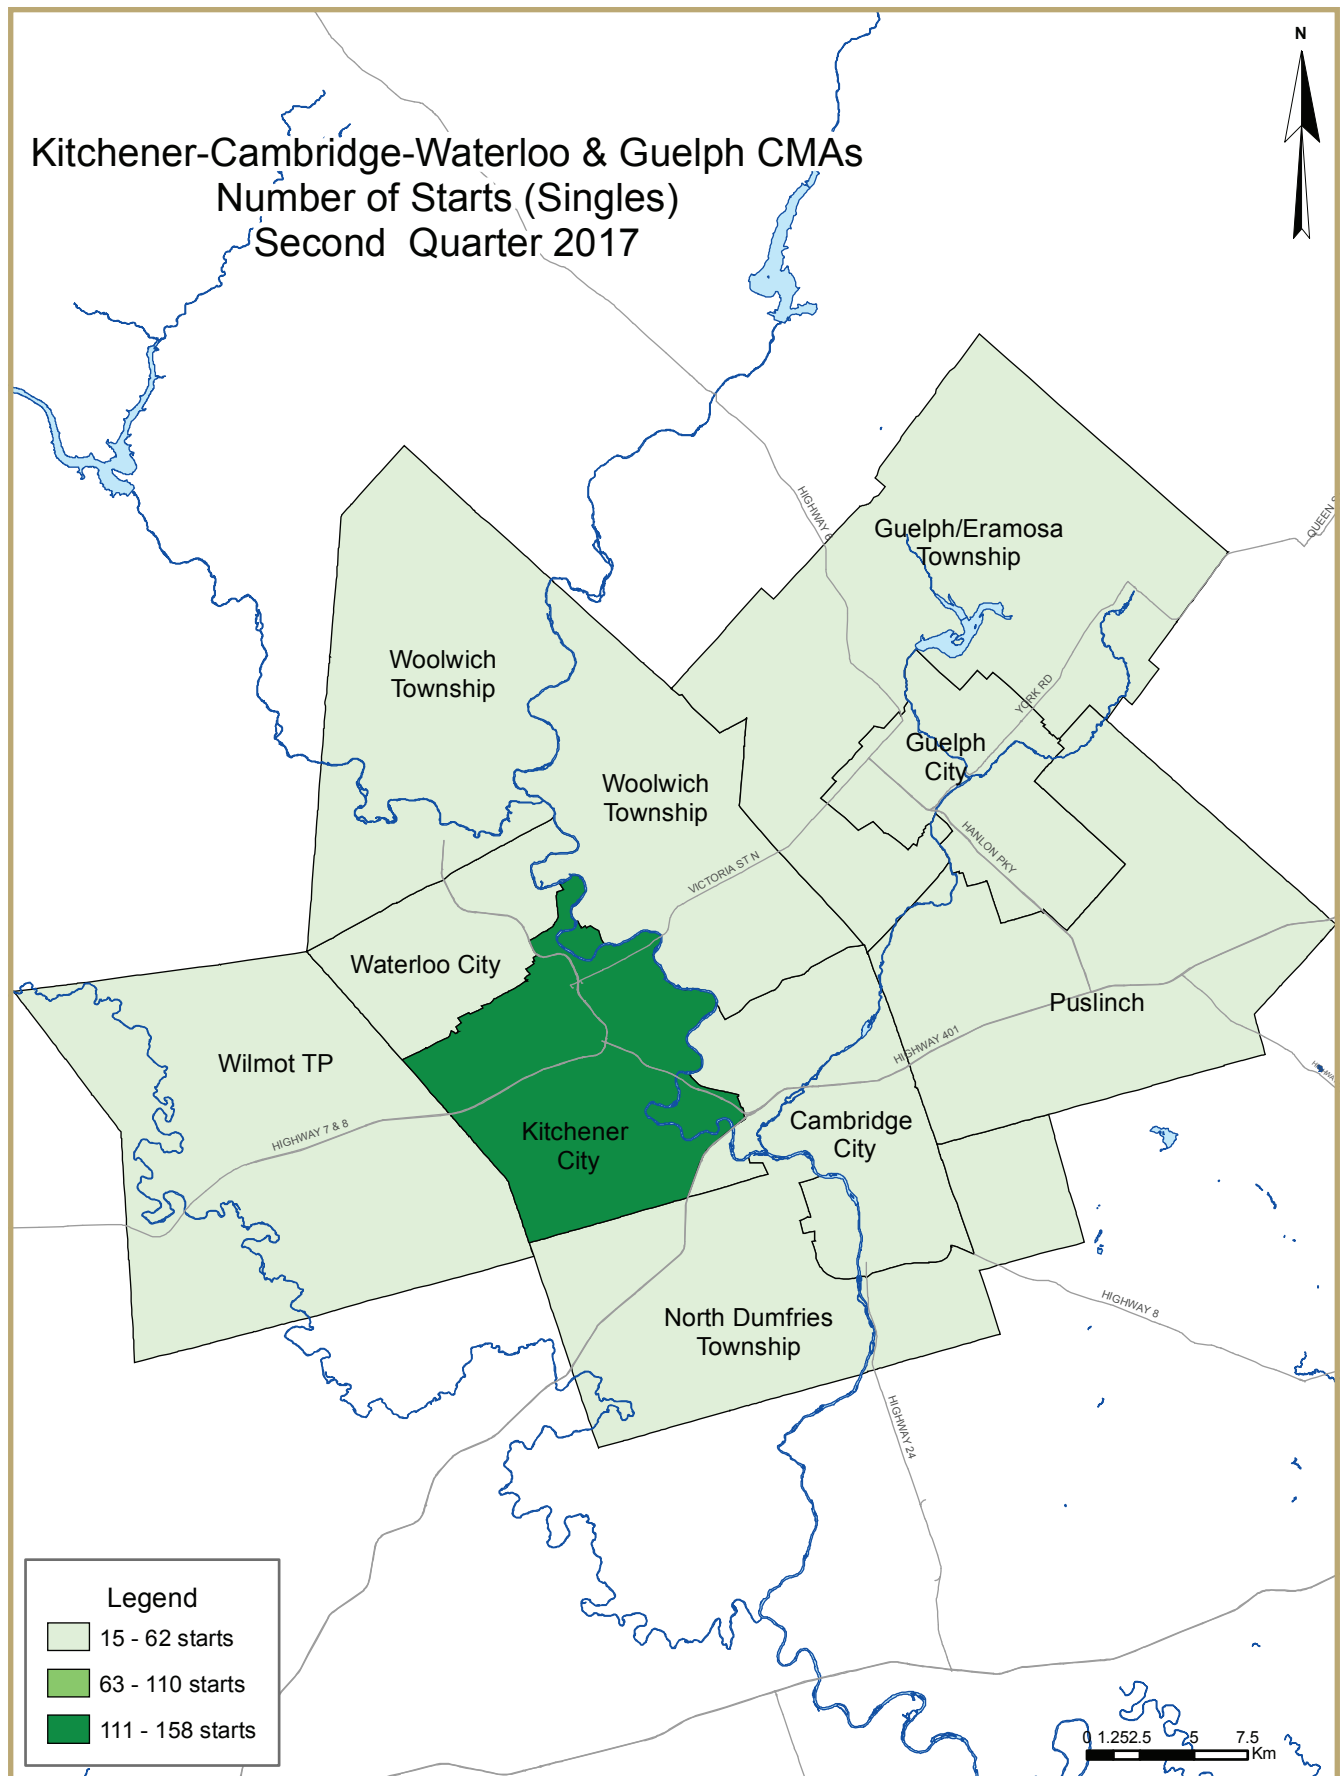 N
Kitchener-Cambridge-Waterloo & Guelph CMAs
Number of Starts (Singles)
Second Quarter 2017
HIGHWAY 6
QUEEN S
Guelph/Eramosa
Township
Woolwich
Township
YORK RD
Guelph
City
Woolwich
Township
HANLON PKY
VICTORIA ST N
Waterloo City
Puslinch
HIGHWAY 401
Wilmot TP
HIGHWAY 7 & 8
Kitchener
City
Cambridge
City
HIGHWAY 8
North Dumfries
Township
HIGHWAY 24
Legend
15 - 62 starts
63 - 110 starts
111 - 158 starts
0 1.25 2.5 5 7.5
Km